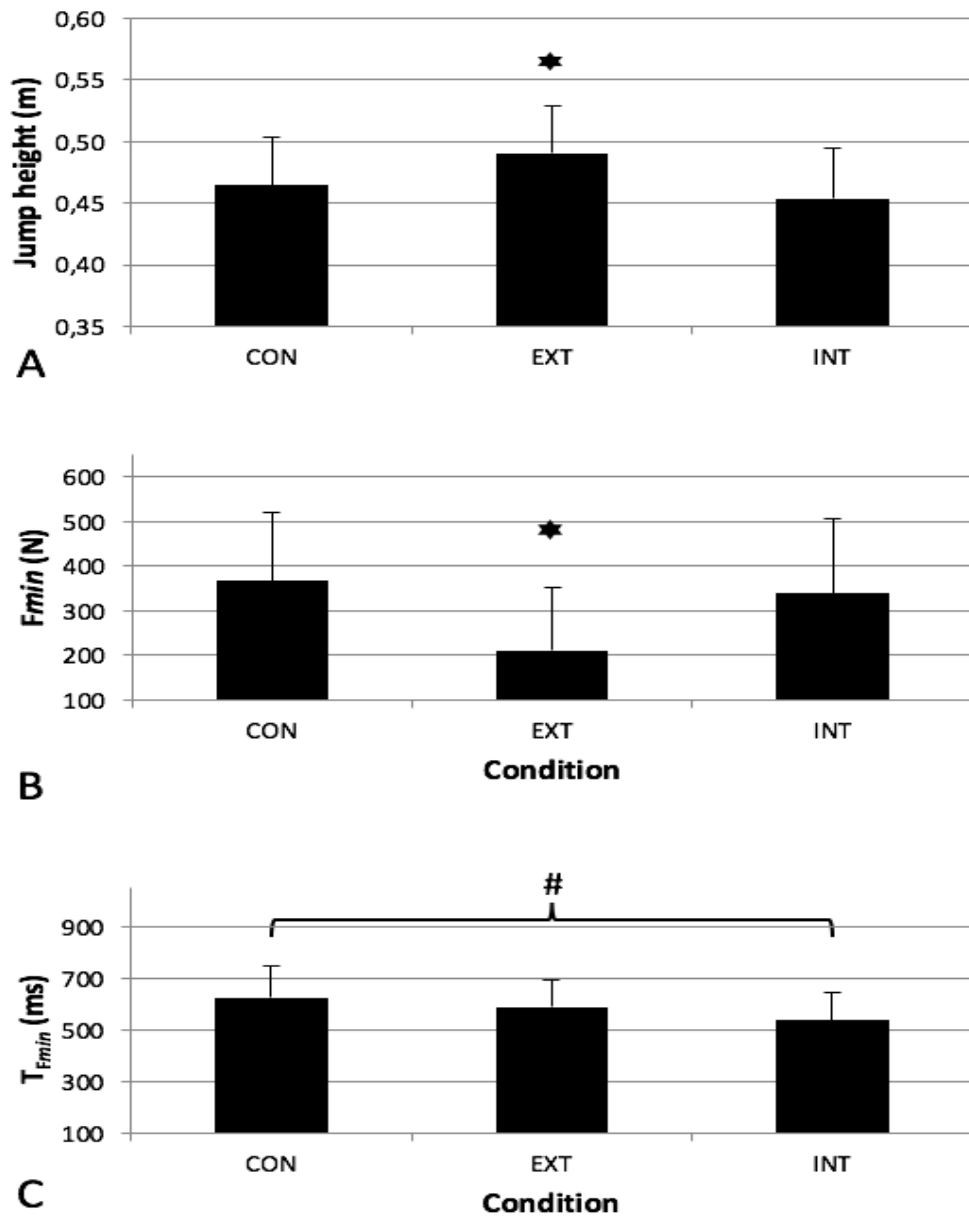 Jump height (m)
0,60
0,55
0,50
0,45
0,40
0,35
★
CON EXT INT
A
Fmin (N)
600
500
400
300
200
100
★
CON EXT INT
Condition
B
TFmin (ms)
900
700
500
300
100
#
CON EXT INT
Condition
C